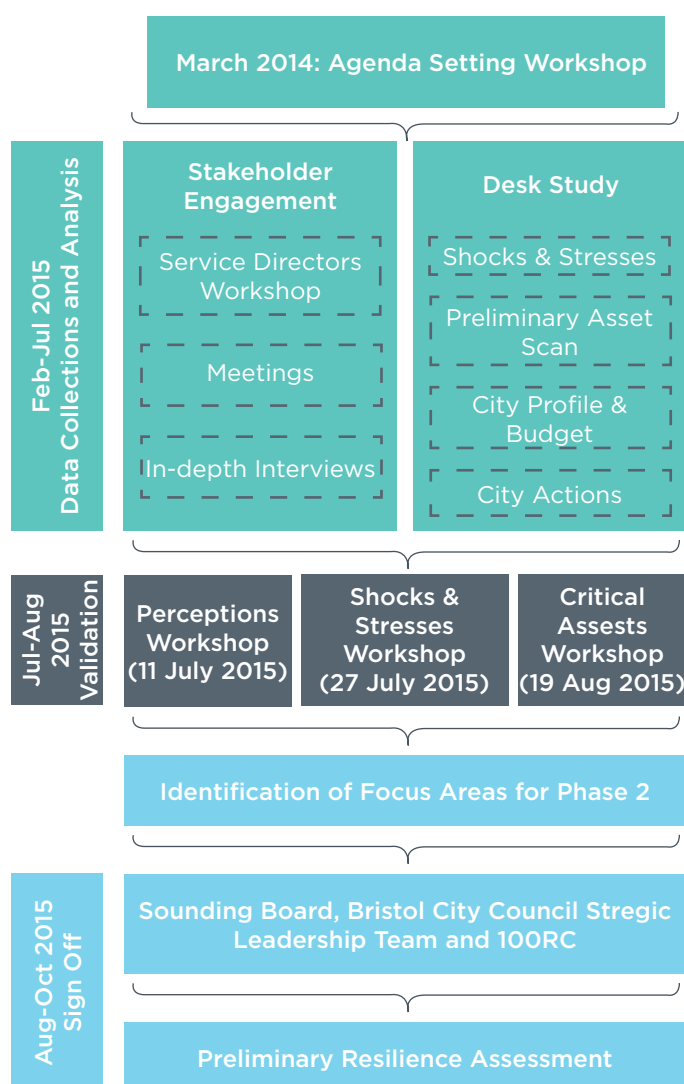 March 2014: Agenda Setting Workshop
Feb-Jul 2015
Data Collections and Analysis
Stakeholder
Engagement
Service Directors
Workshop
Meetings
In-depth Interviews
Desk Study
Shocks & Stresses
Preliminary Asset
Scan
City Profile &
Budget
City Actions
Jul-Aug
2015
Validation
Perceptions
Workshop
(11 July 2015)
Shocks &
Stresses
Workshop
(27 July 2015)
Critical
Assests
Workshop
(19 Aug 2015)
Identification of Focus Areas for Phase 2
Aug-Oct 2015
Sign Off
Sounding Board, Bristol City Council Stregic
Leadership Team and 100RC
Preliminary Resilience Assessment